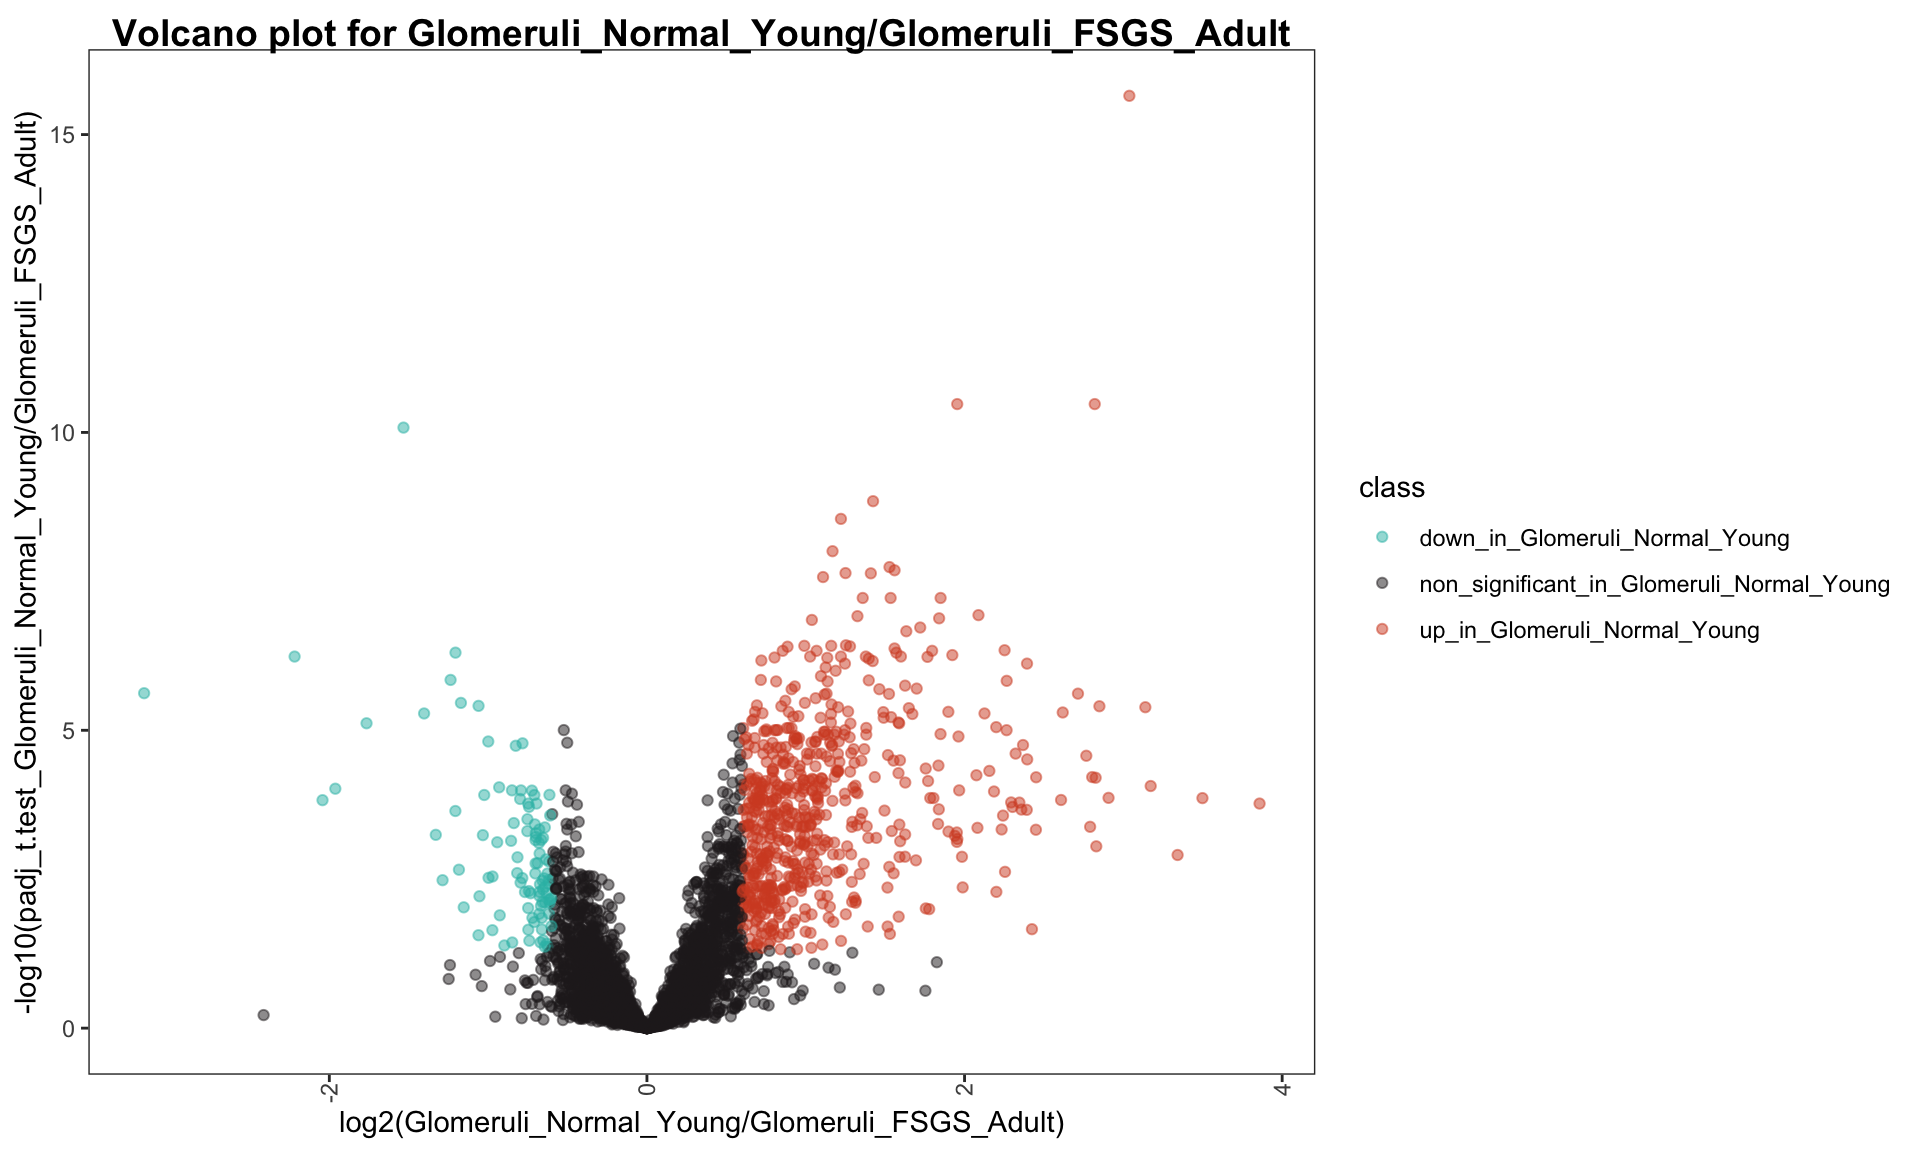 Volcano plot for Glomeruli_Normal_Young/Glomeruli_FSGS_Adult
-log10(padj_t.test_Glomeruli_Normal_Young/Glomeruli_FSGS_Adult)
15
10
5
0
-2
0
2
4
log2(Glomeruli_Normal_Young/Glomeruli_FSGS_Adult)
class
down_in_Glomeruli_Normal_Young
non_significant_in_Glomeruli_Normal_Young
up_in_Glomeruli_Normal_Young